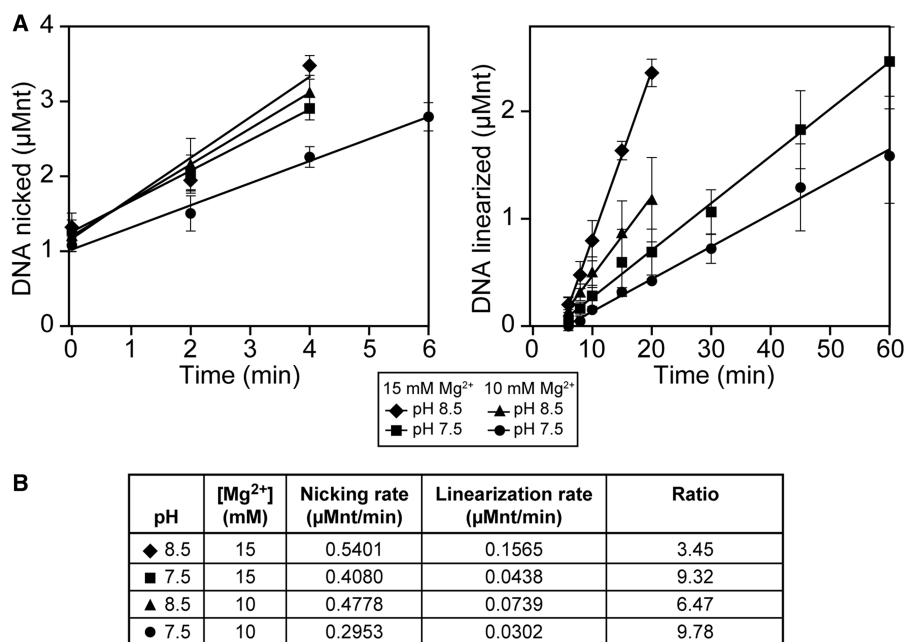 A
DNA nicked (µMnt)
4
3
2
1
0
0 2 4 6
Time (min)
DNA linearized (µMnt)
2
1
0
0 10 20 30 40 50 60
Time (min)
15 mM Mg²⁺ 10 mM Mg²⁺
pH 8.5 pH 8.5
pH 7.5 pH 7.5
B
pH [Mg²⁺] (mM) Nicking rate (µMnt/min) Linearization rate (µMnt/min) Ratio
8.5 15 0.5401 0.1565 3.45
7.5 15 0.4080 0.0438 9.32
8.5 10 0.4778 0.0739 6.47
7.5 10 0.2953 0.0302 9.78